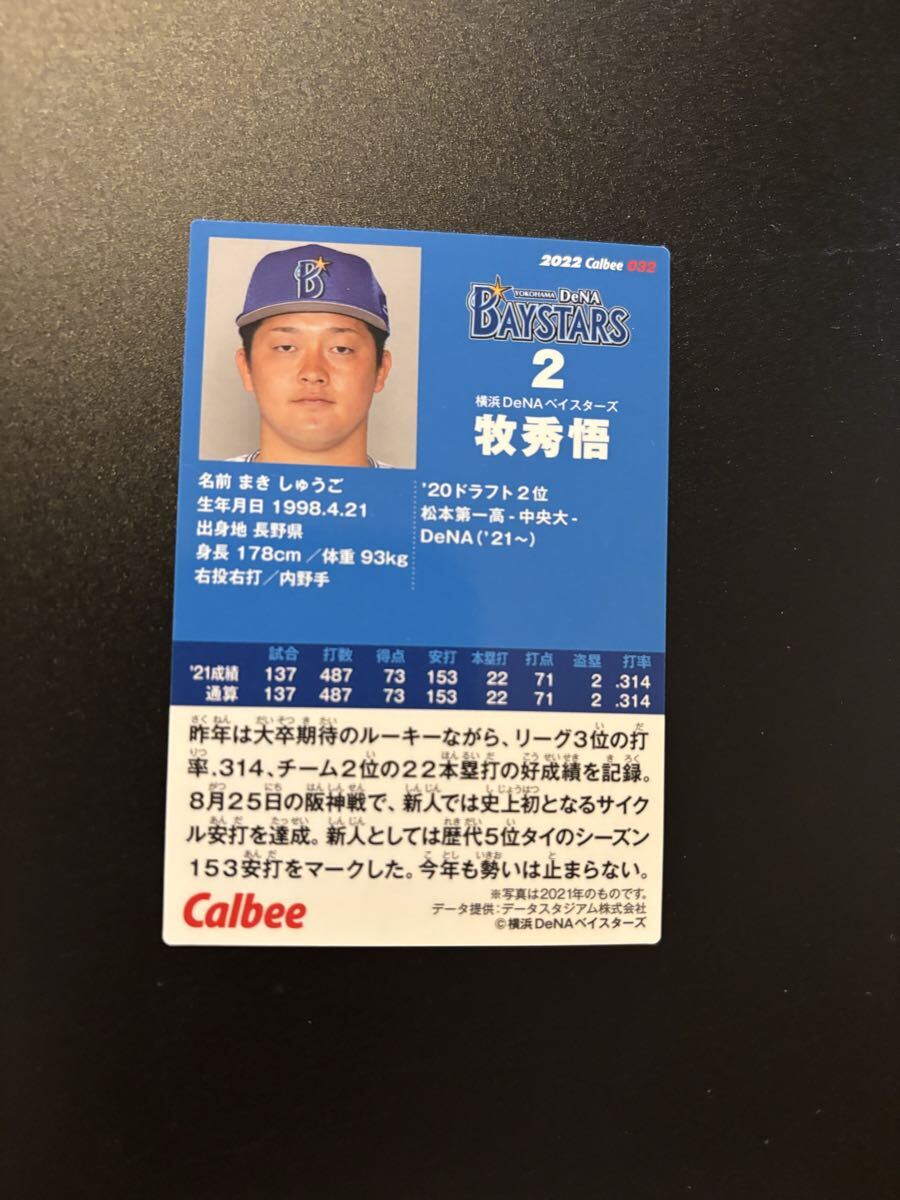 2022 Calbee 032
B
YOKOHAMA DeNA
BAYSTARS
2
横浜DeNAベイスターズ
牧秀悟
名前 まき しゅうご
生年月日 1998.4.21
出身地 長野県
身長 178cm/体重 93kg
右投右打/内野手
'20ドラフト2位
松本第一高-中央大-
DeNA('21~)
試合 打数 得点 安打 本塁打 打点 盗塁 打率
'21成績 137 487 73 153 22 71 2 .314
通算 137 487 73 153 22 71 2 .314
昨年は大卒期待のルーキーながら、リーグ3位の打
率.314、チーム2位の22本塁打の好成績を記録。
8月25日の阪神戦で、新人では史上初となるサイク
ル安打を達成。新人としては歴代5位タイのシーズン
153安打をマークした。今年も勢いは止まらない。
※写真は2021年のものです。
データ提供:データスタジアム株式会社
©横浜DeNAベイスターズ
Calbee